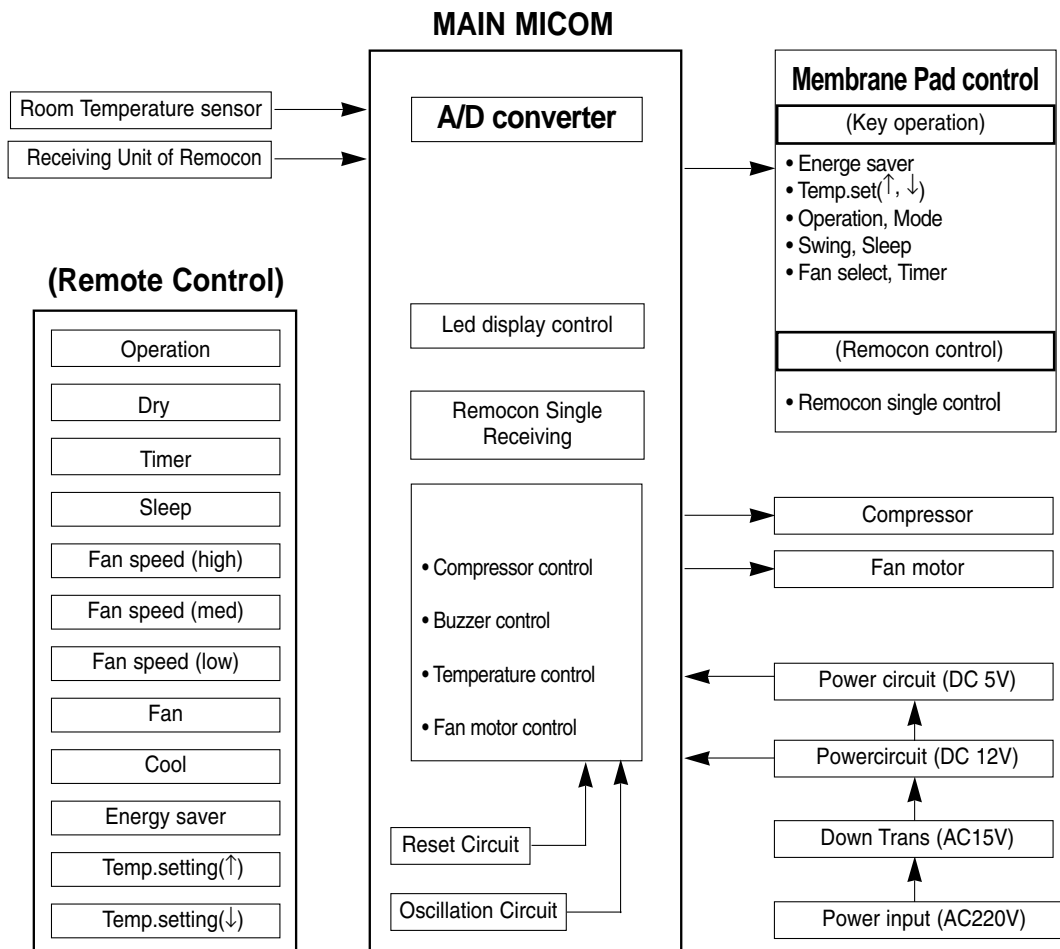 MAIN MICOM
Room Temperature sensor
Receiving Unit of Remocon
(Remote Control)
Operation
Dry
Timer
Sleep
Fan speed (high)
Fan speed (med)
Fan speed (low)
Fan
Cool
Energy saver
Temp.setting(↑)
Temp.setting(↓)
A/D converter
Led display control
Remocon Single
Receiving
• Compressor control
• Buzzer control
• Temperature control
• Fan motor control
Reset Circuit
Oscillation Circuit
Membrane Pad control
(Key operation)
• Energe saver
• Temp.set(↑, ↓)
• Operation, Mode
• Swing, Sleep
• Fan select, Timer
(Remocon control)
• Remocon single control
Compressor
Fan motor
Power circuit (DC 5V)
Powercircuit (DC 12V)
Down Trans (AC15V)
Power input (AC220V)